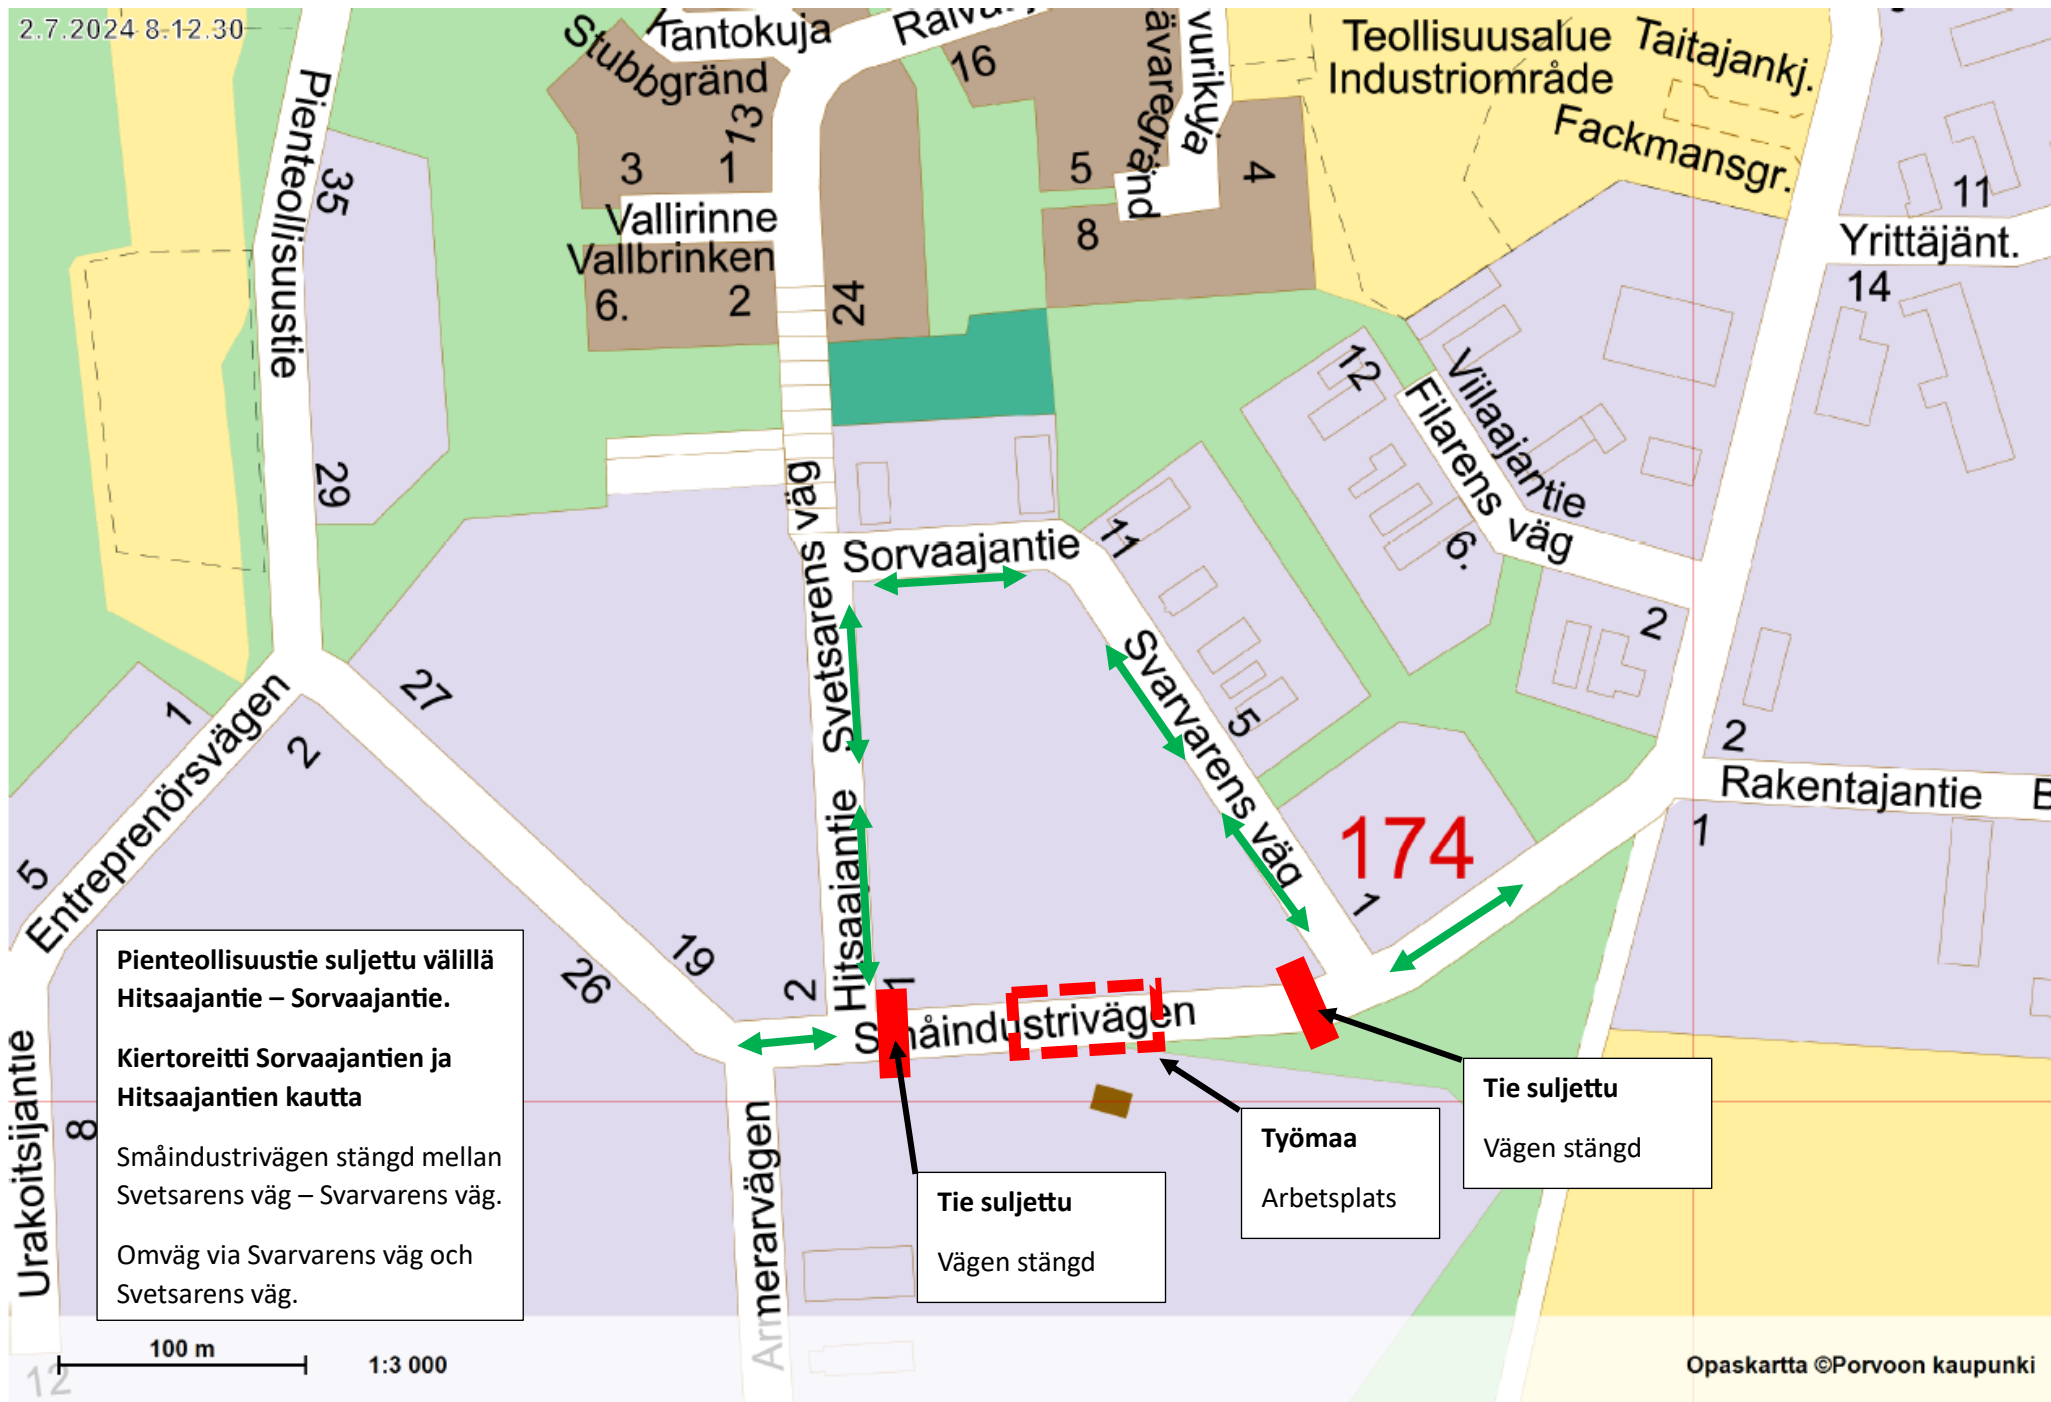 2.7.2024 8.12.30
Tantokuja
Stubbgränd
13
3
1
Vallirinne
Vallbrinken
6.
2
24
16
5
8
4
vurikuja
ävaregränd
Teollisuusalue
Industriområde
Taitajankj.
Fackmansgr.
11
Yrittäjänt.
14
Pienteollisuustie
35
29
12
Viilaajantie
Filarens väg
6.
2
Sorvaajantie
11
Svarvarens väg
5
1
174
2
Rakentajantie
1
Svetsarens väg
Hitsaajantie
2
1
27
19
26
1
2
5
Entreprenörsvägen
Småindustrivägen
Armerarvägen
Urakoitsijantie
8
12
Pienteollisuustie suljettu välillä
Hitsaajantie – Sorvaajantie.
Kiertoreitti Sorvaajantien ja
Hitsaajantien kautta
Småindustrivägen stängd mellan
Svetsarens väg – Svarvarens väg.
Omväg via Svarvarens väg och
Svetsarens väg.
Tie suljettu
Vägen stängd
Työmaa
Arbetsplats
Tie suljettu
Vägen stängd
100 m
1:3 000
Opaskartta ©Porvoon kaupunki